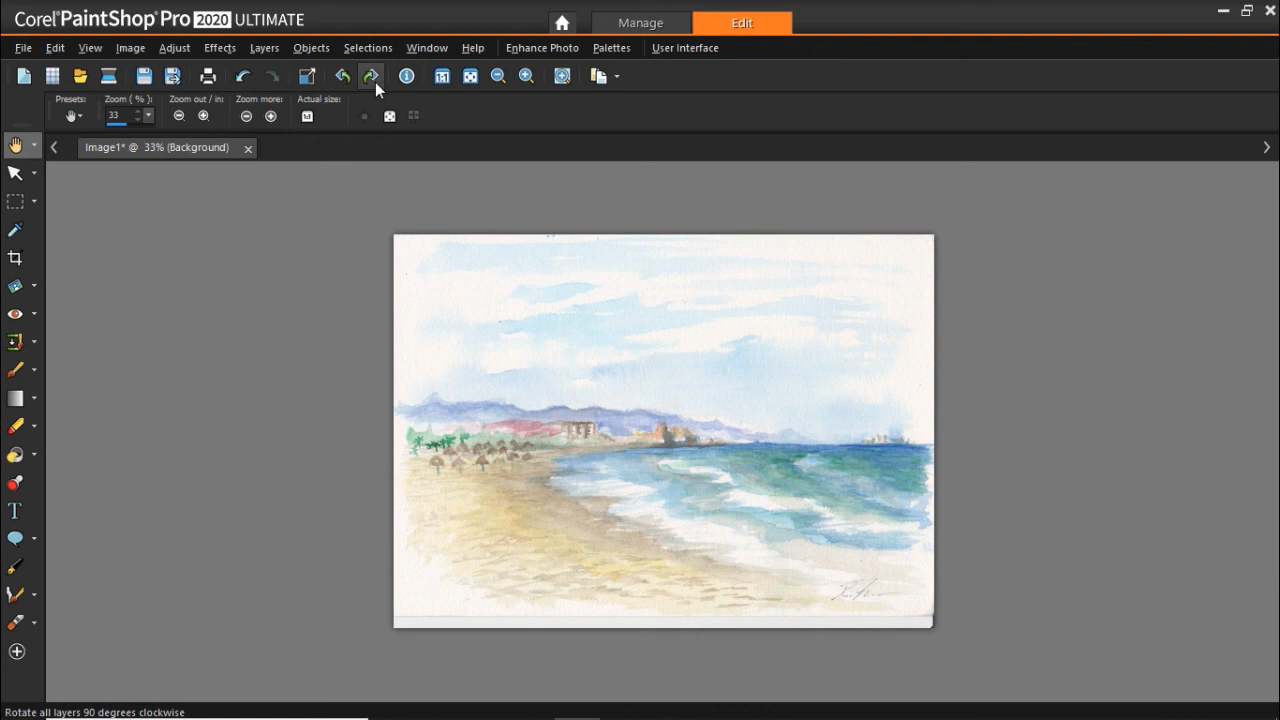 Corel PaintShop Pro 2020 ULTIMATE
Manage
Edit
File Edit View Image Adjust Effects Layers Objects Selections Window Help Enhance Photo Palettes User Interface
1:1
Presets: Zoom ( % ): Zoom out / in: Zoom more: Actual size:
33
Image1* @ 33% (Background)
T
Rotate all layers 90 degrees clockwise